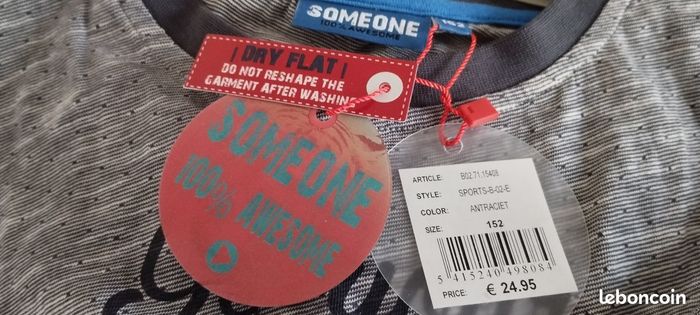 SOMEONE
100% AWESOME
152
| DRY FLAT |
DO NOT RESHAPE THE
GARMENT AFTER WASHING
SOMEONE
100% AWESOME
ARTICLE: B02.71.15408
STYLE: SPORTS-B-02-E
COLOR: ANTRACIET
SIZE: 152
5 415240 498084
PRICE: € 24.95
leboncoin